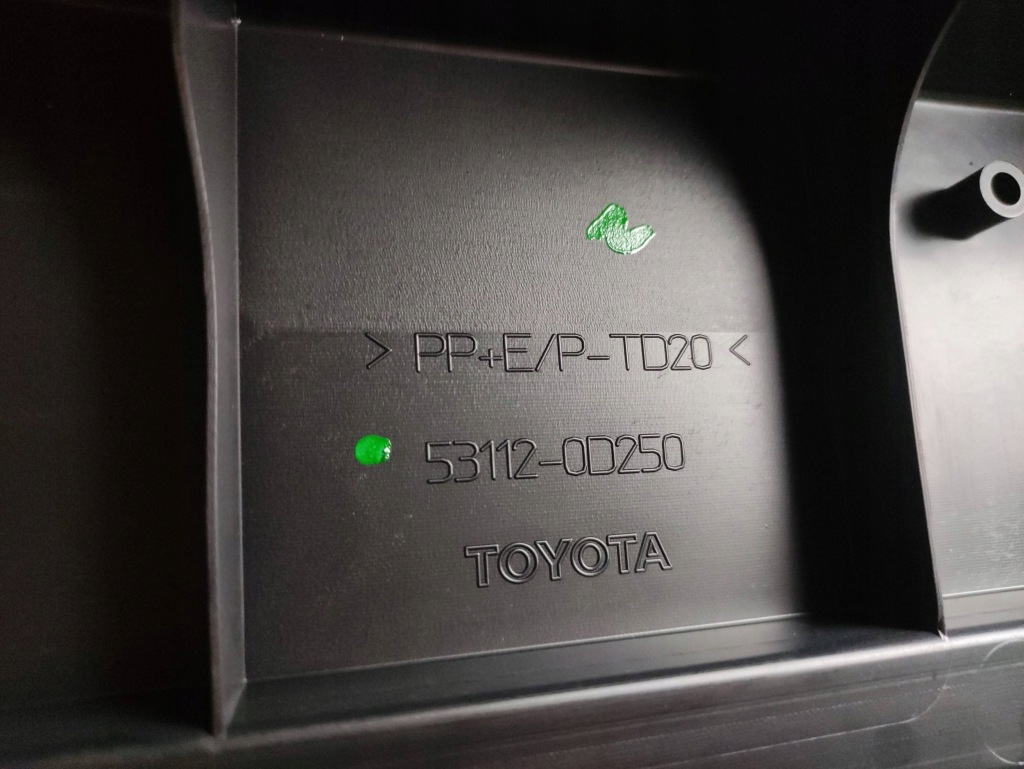 > PP+E/P-TD20 <
53112-0D250
TOYOTA